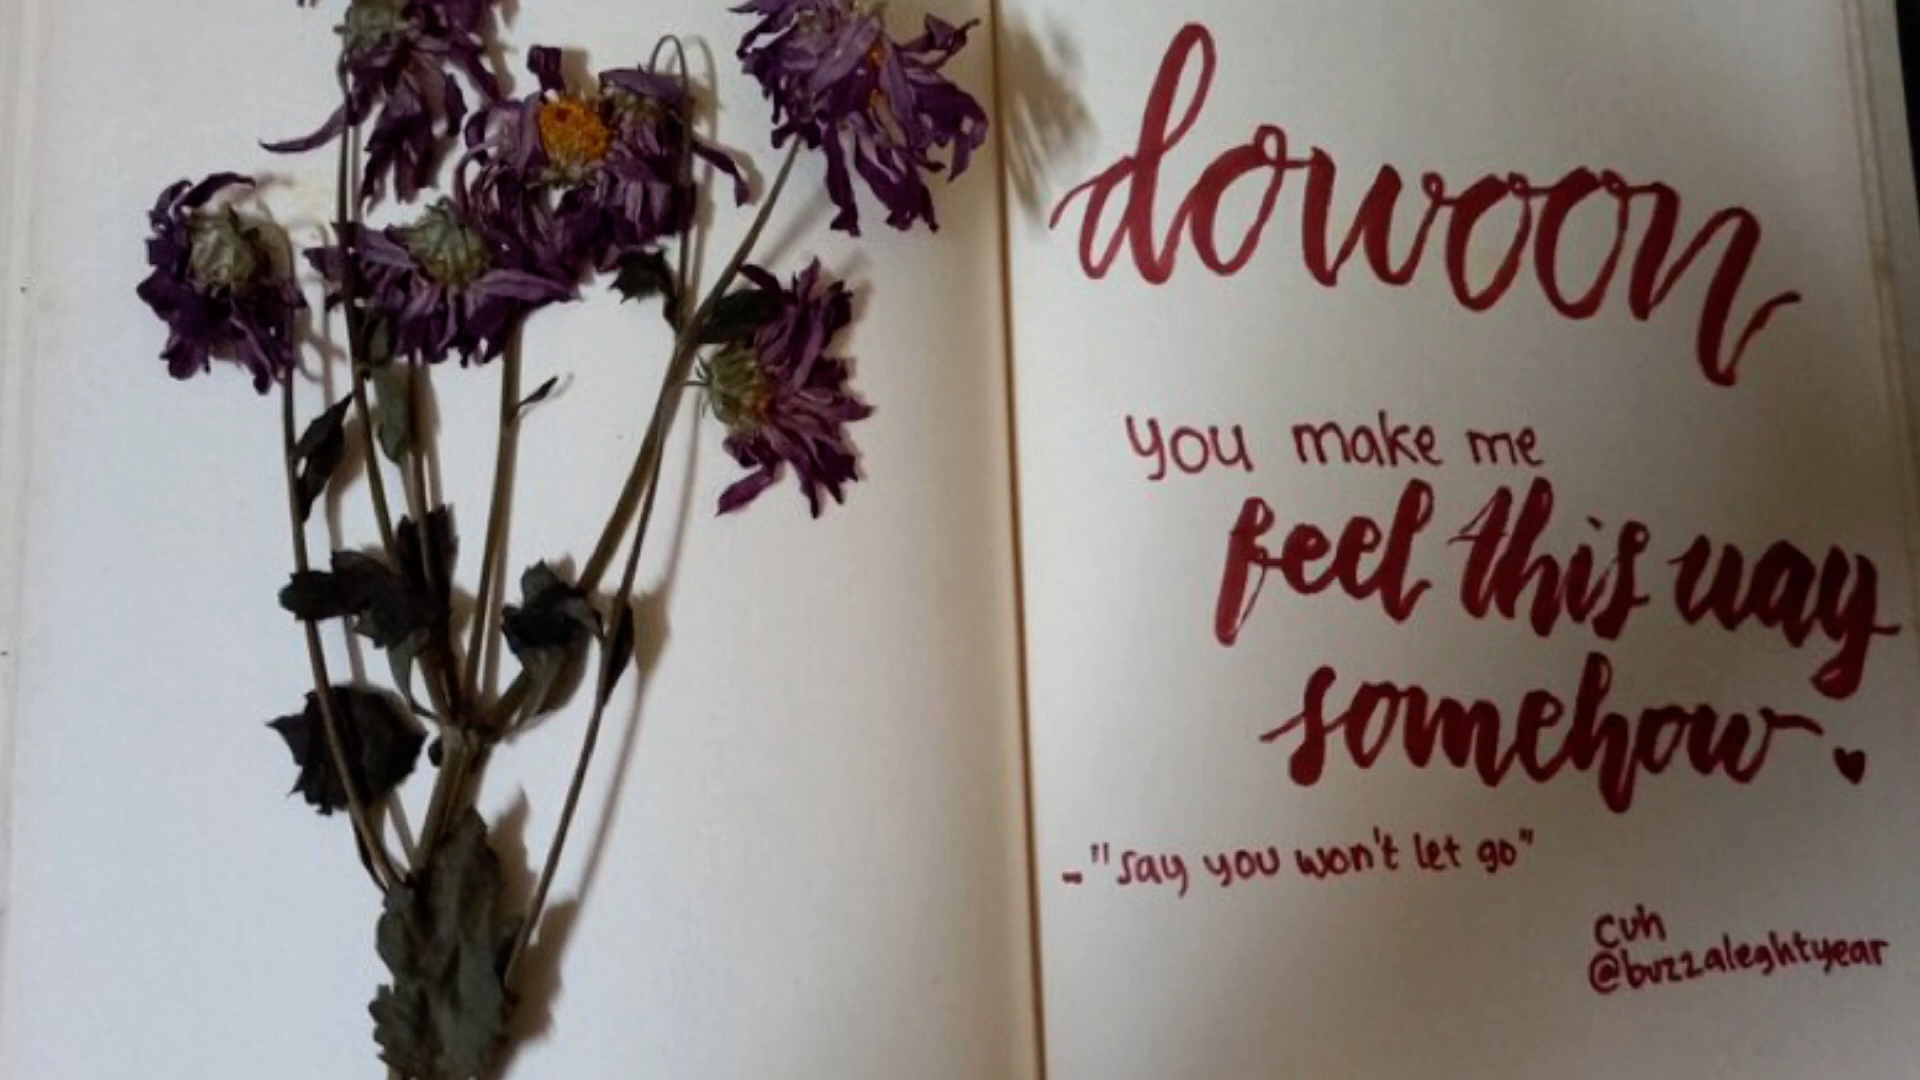 dowoon
you make me
feel this way
somehow
- "say you won't let go"
cuh
@buzzaleghtyear